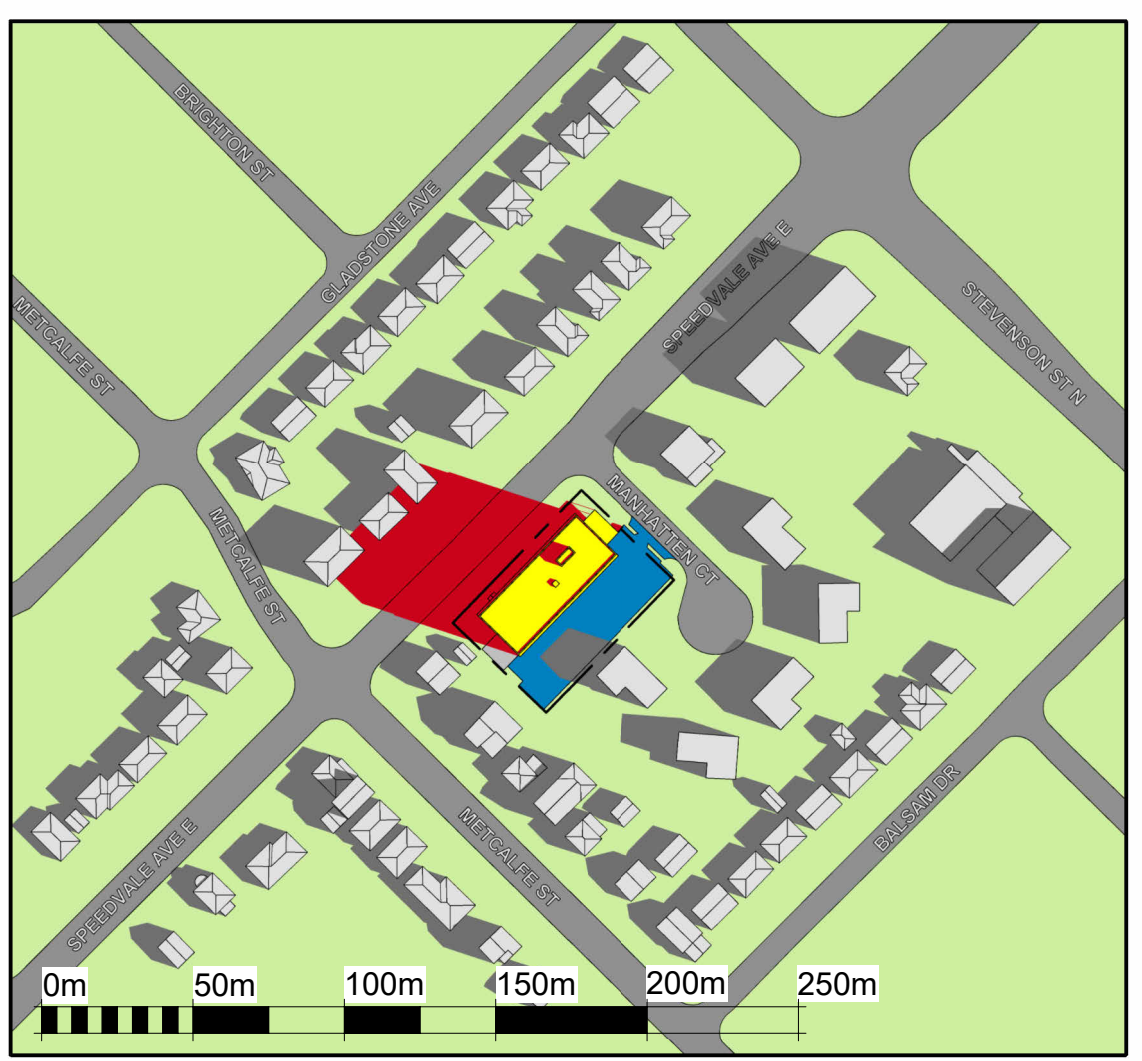 BRIGHTON ST
GLADSTONE AVE
METCALFE ST
SPEEDVALE AVE E
STEVENSON ST N
MANHATTEN CT
METCALFE ST
BALSAM DR
METCALFE ST
SPEEDVALE AVE E
0m 50m 100m 150m 200m 250m